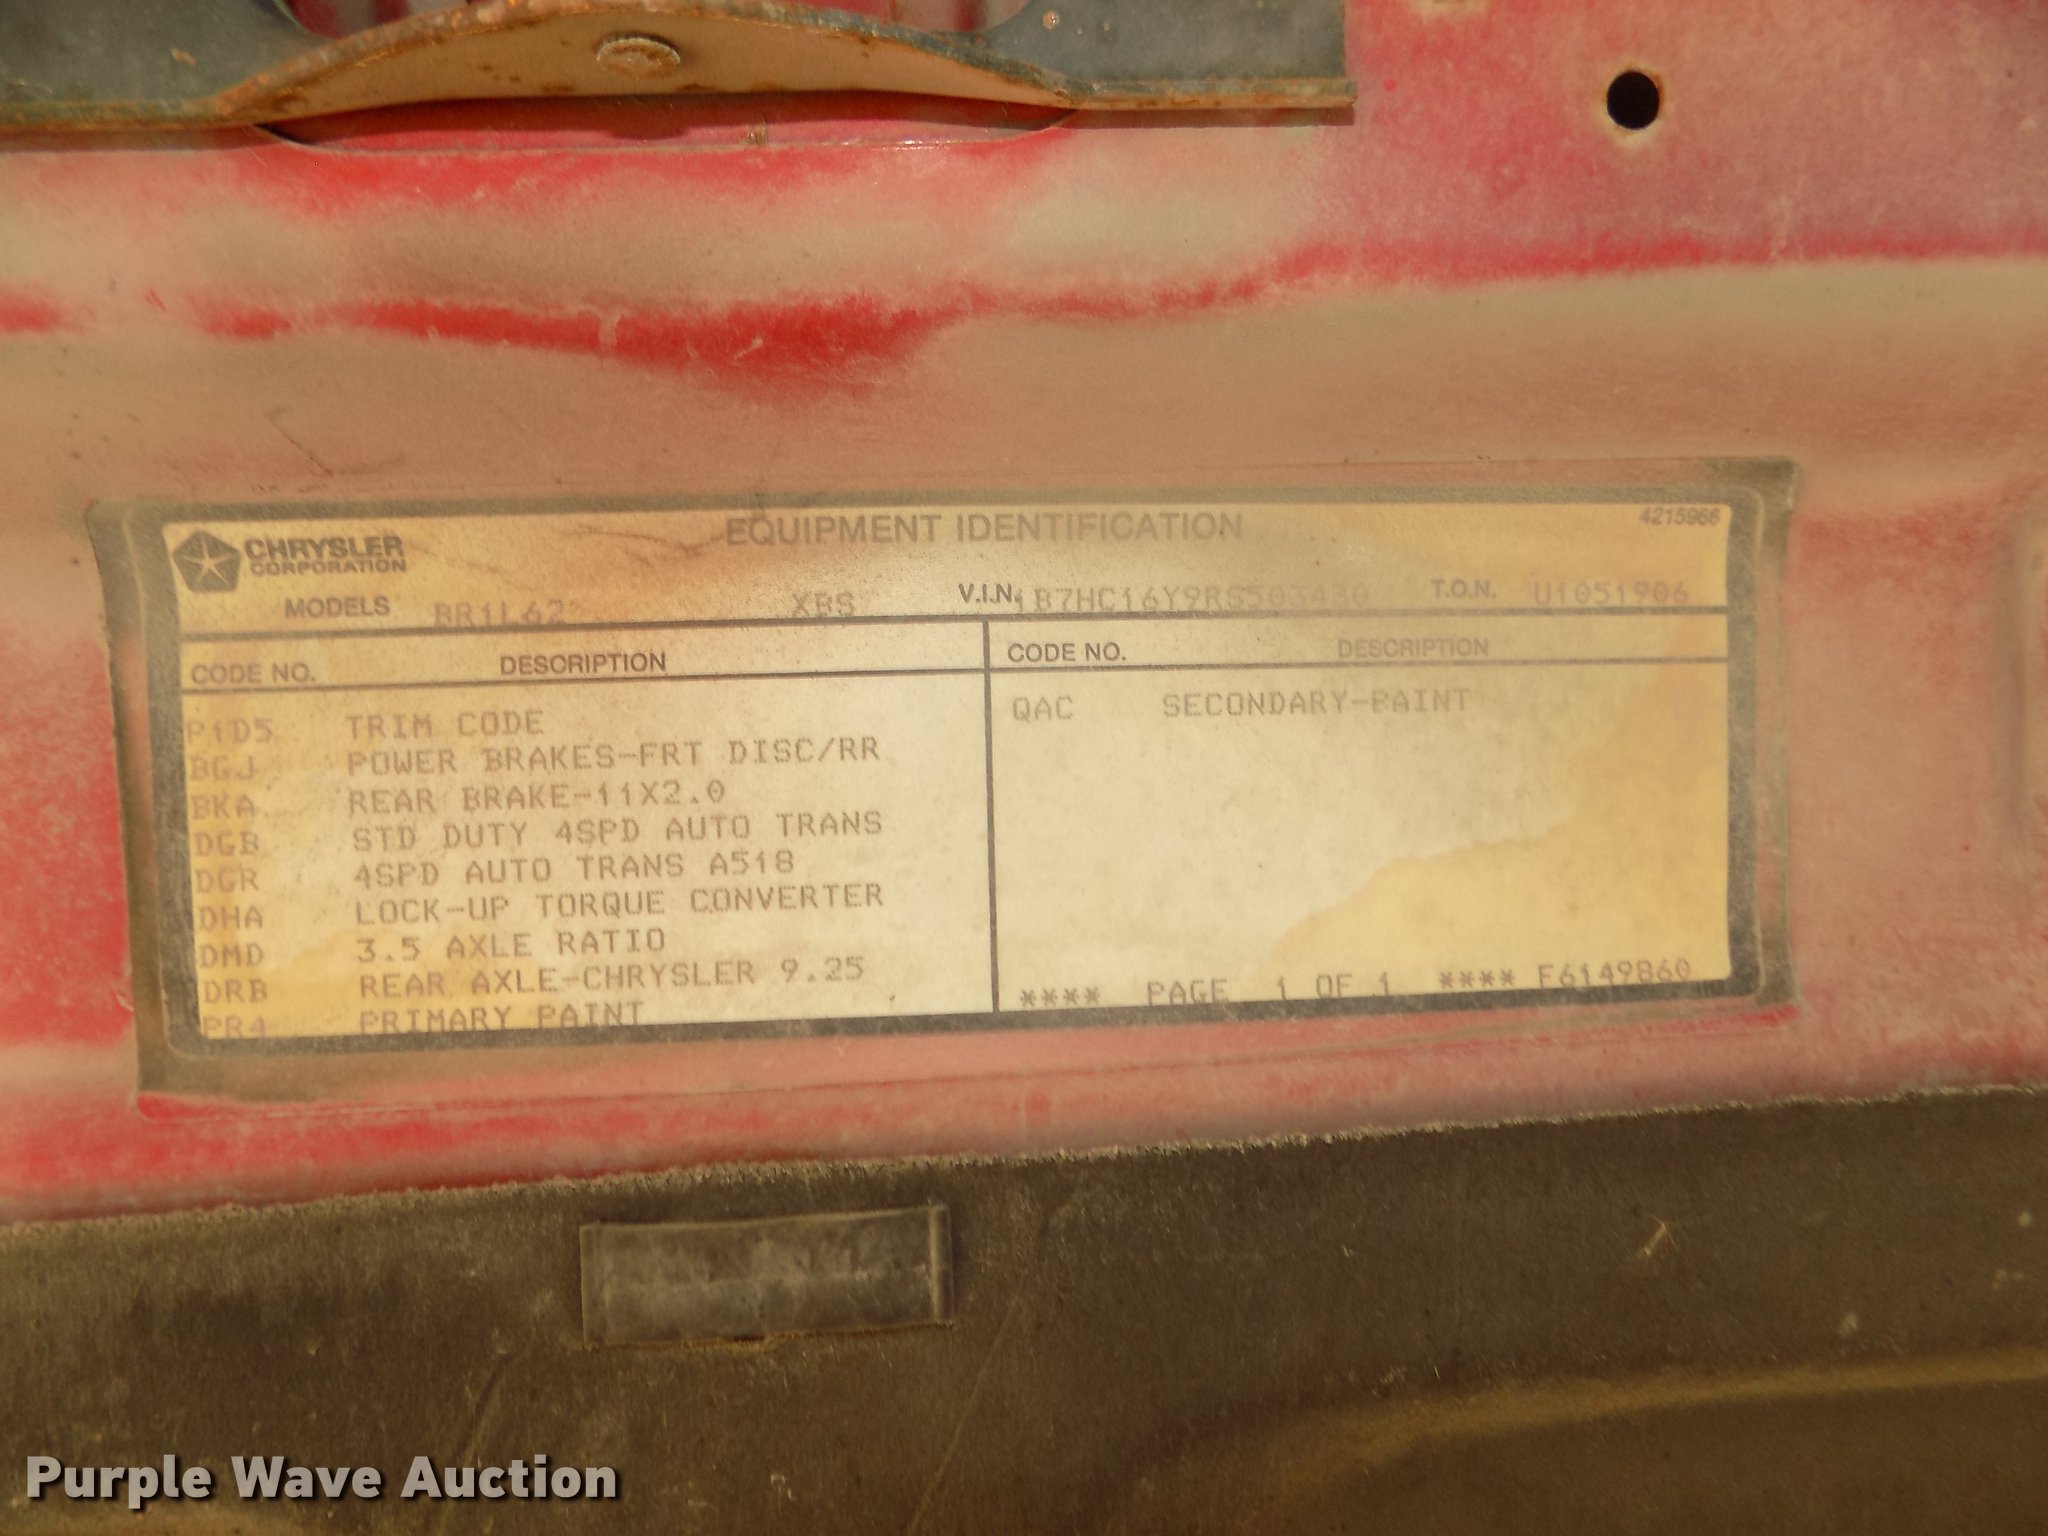 EQUIPMENT IDENTIFICATION 4215966
CHRYSLER
CORPORATION
MODELS BR1L62 XBS V.I.N. 1B7HC16Y9RS503430 T.O.N. U1051906
CODE NO. DESCRIPTION
P1D5 TRIM CODE
BGJ POWER BRAKES-FRT DISC/RR
BKA REAR BRAKE-11X2.0
DGB STD DUTY 4SPD AUTO TRANS
DGR 4SPD AUTO TRANS A518
DHA LOCK-UP TORQUE CONVERTER
DMD 3.5 AXLE RATIO
DRB REAR AXLE-CHRYSLER 9.25
PR4 PRIMARY PAINT
CODE NO. DESCRIPTION
QAC SECONDARY-PAINT
**** PAGE 1 OF 1 **** F6149860
Purple Wave Auction